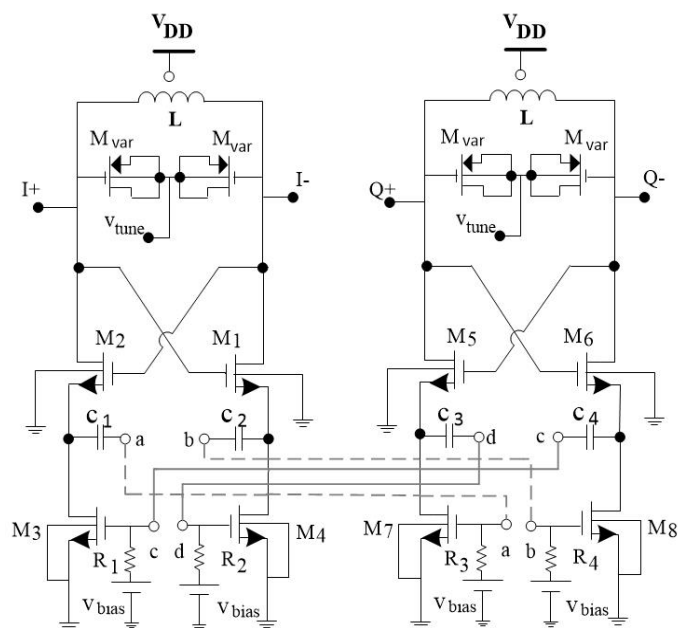 VDD VDD
L L
Mvar Mvar Mvar Mvar
I+ I- Q+ Q-
vtune vtune
M2 M1 M5 M6
c1 a b c2 c3 d c c4
M3 c d M4 M7 a b M8
R1 R2 R3 R4
vbias vbias vbias vbias